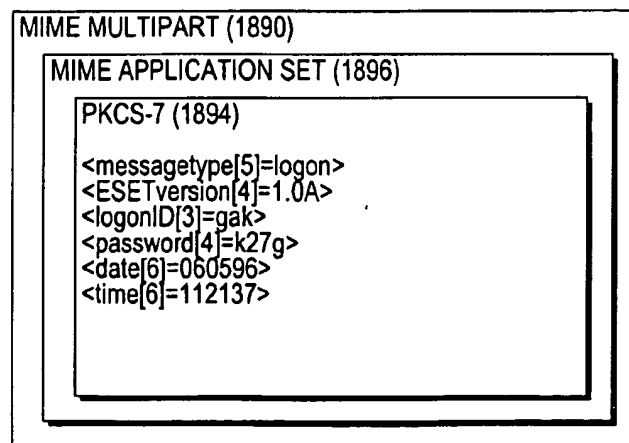 MIME MULTIPART (1890)
MIME APPLICATION SET (1896)
PKCS-7 (1894)
<messagetype[5]=logon>
<ESETversion[4]=1.0A>
<logonID[3]=gak>
<password[4]=k27g>
<date[6]=060596>
<time[6]=112137>